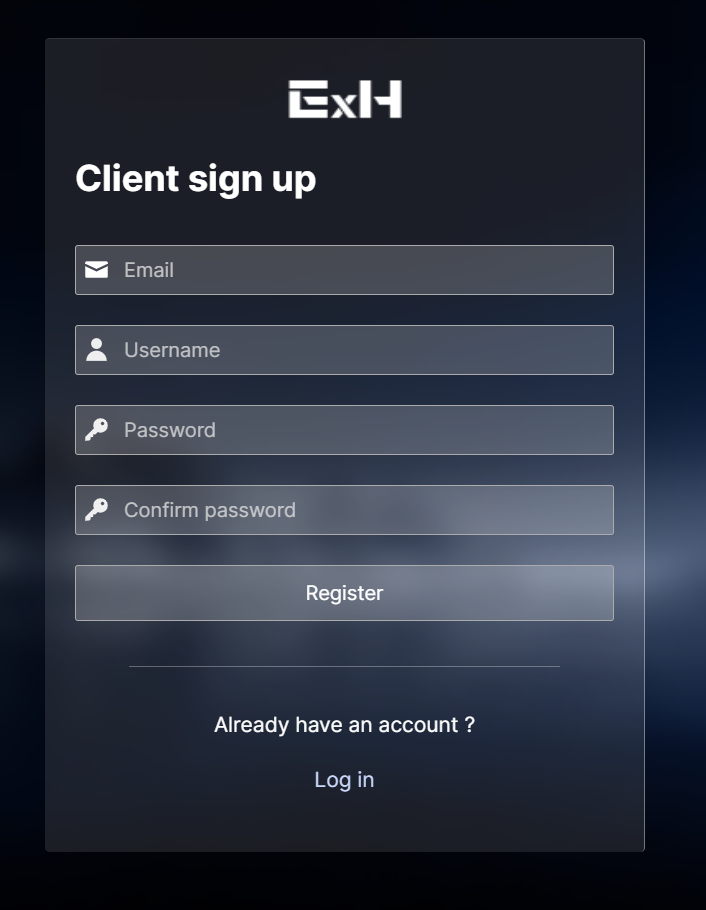 ExH
Client sign up
Email
Username
Password
Confirm password
Register
Already have an account ?
Log in